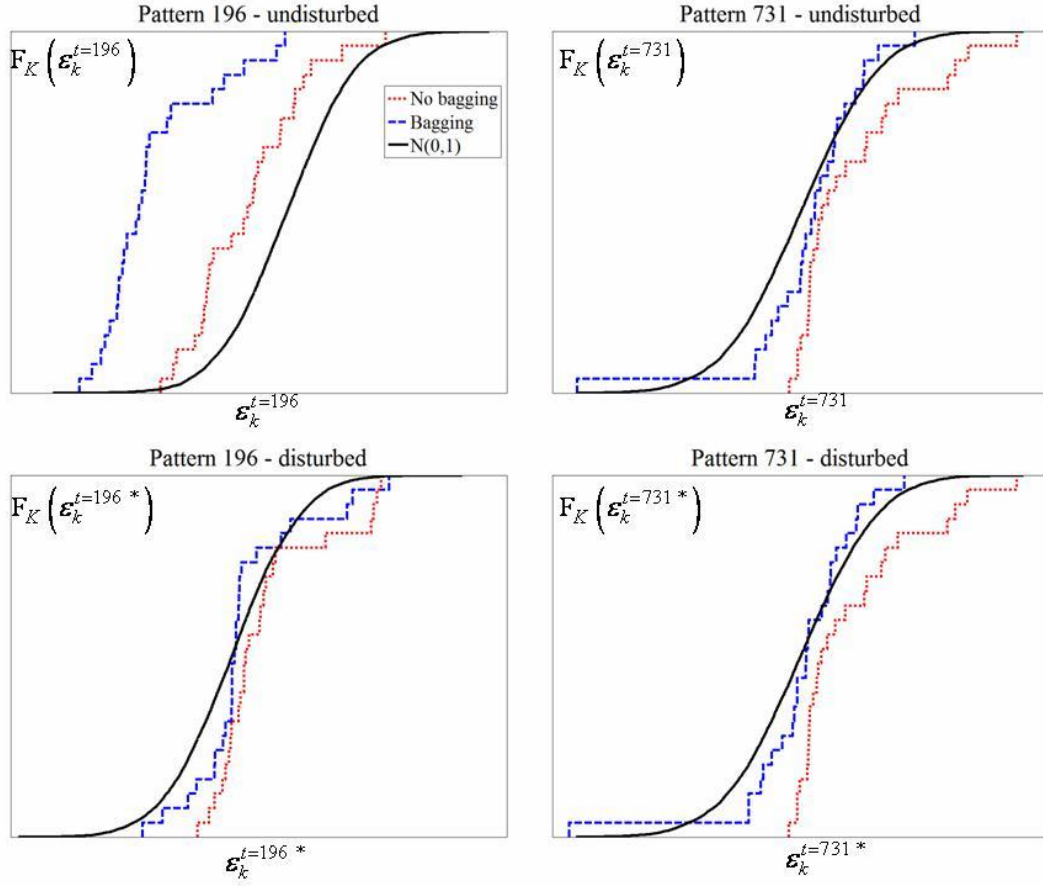 Pattern 196 - undisturbed
F_K (ε_k^{t=196})
No bagging
Bagging
N(0,1)
ε_k^{t=196}
Pattern 731 - undisturbed
F_K (ε_k^{t=731})
ε_k^{t=731}
Pattern 196 - disturbed
F_K (ε_k^{t=196 *})
ε_k^{t=196 *}
Pattern 731 - disturbed
F_K (ε_k^{t=731 *})
ε_k^{t=731 *}